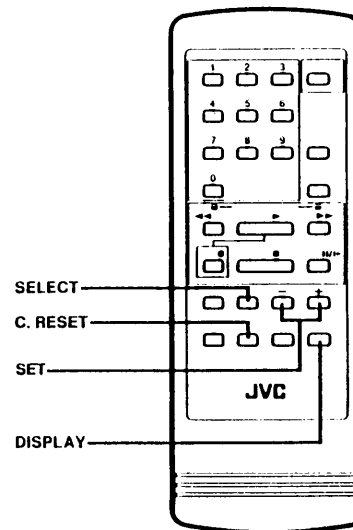 1 2 3
4 5 6
7 8 9
0
SELECT
− +
C. RESET
SET
JVC
DISPLAY